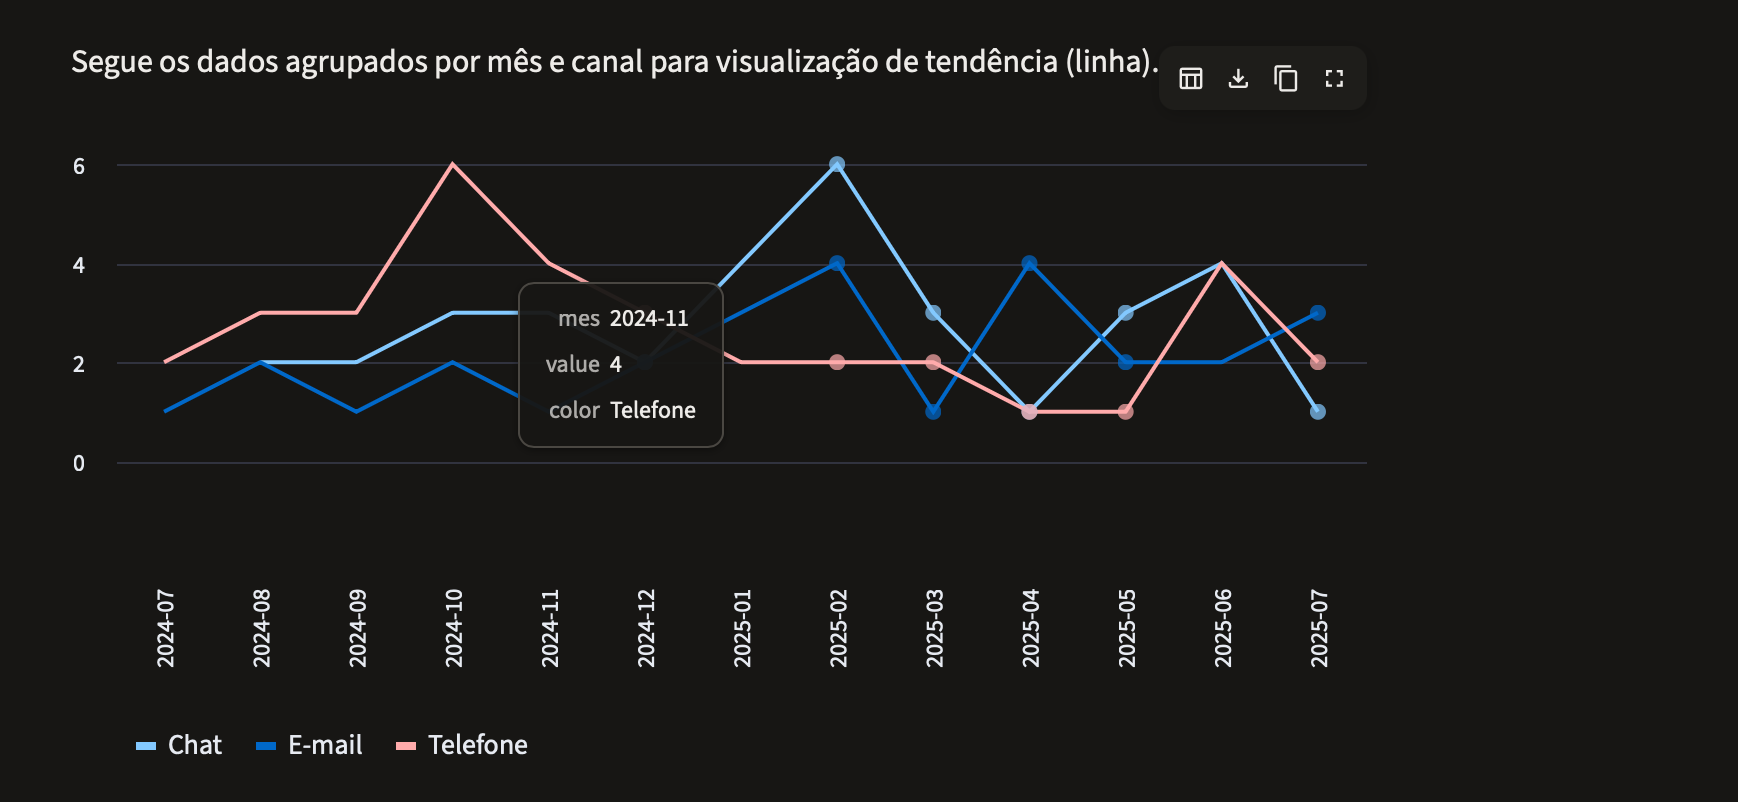 Segue os dados agrupados por mês e canal para visualização de tendência (linha).
6
4
2
0
mes 2024-11
value 4
color Telefone
2024-07 2024-08 2024-09 2024-10 2024-11 2024-12 2025-01 2025-02 2025-03 2025-04 2025-05 2025-06 2025-07
Chat E-mail Telefone